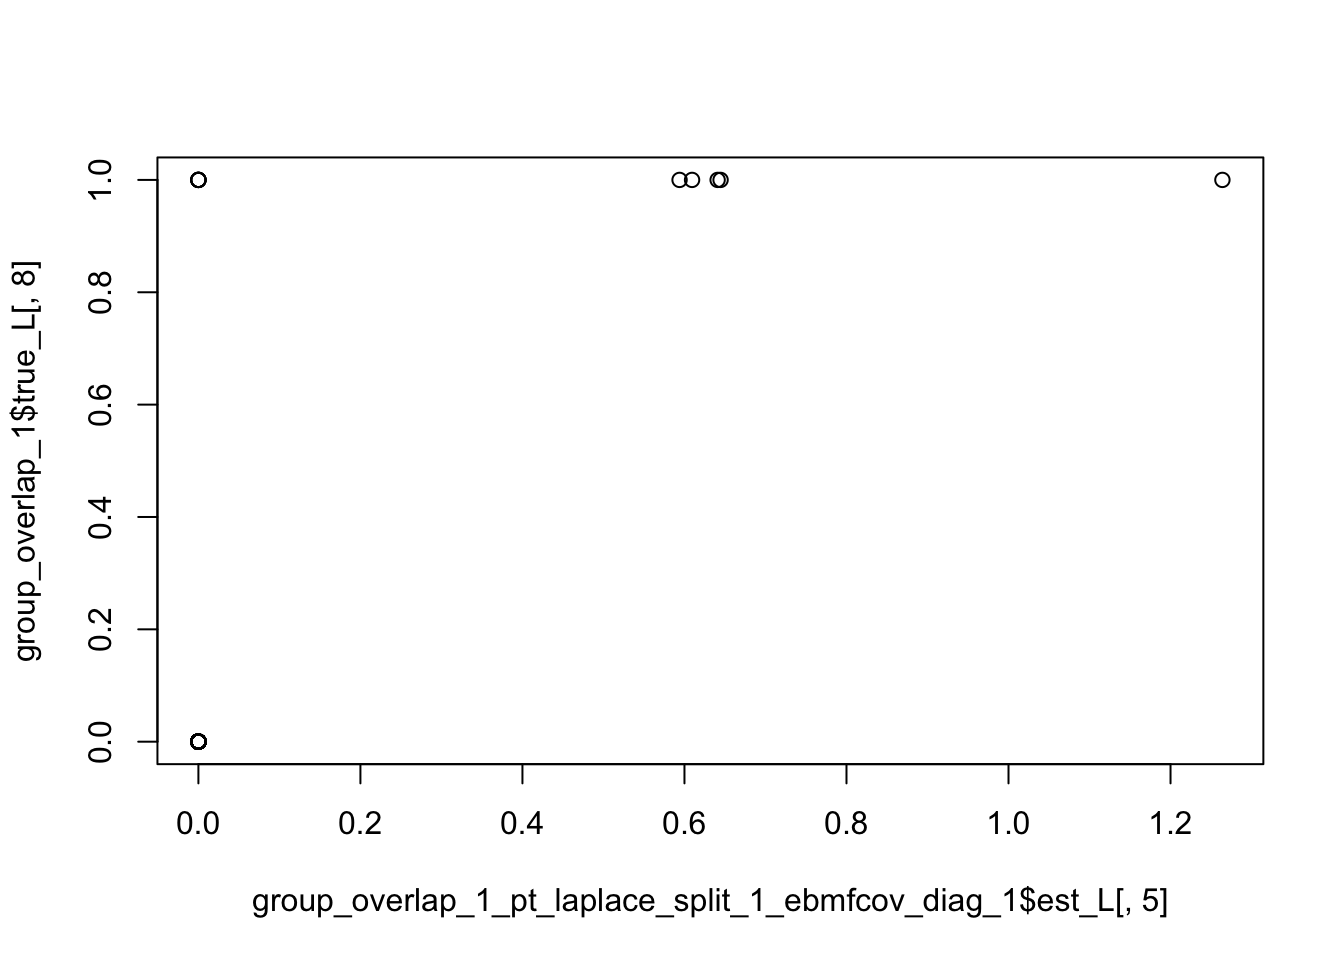 group_overlap_1$true_L[, 8]
1.0
0.8
0.6
0.4
0.2
0.0
0.0 0.2 0.4 0.6 0.8 1.0 1.2
group_overlap_1_pt_laplace_split_1_ebmfcov_diag_1$est_L[, 5]